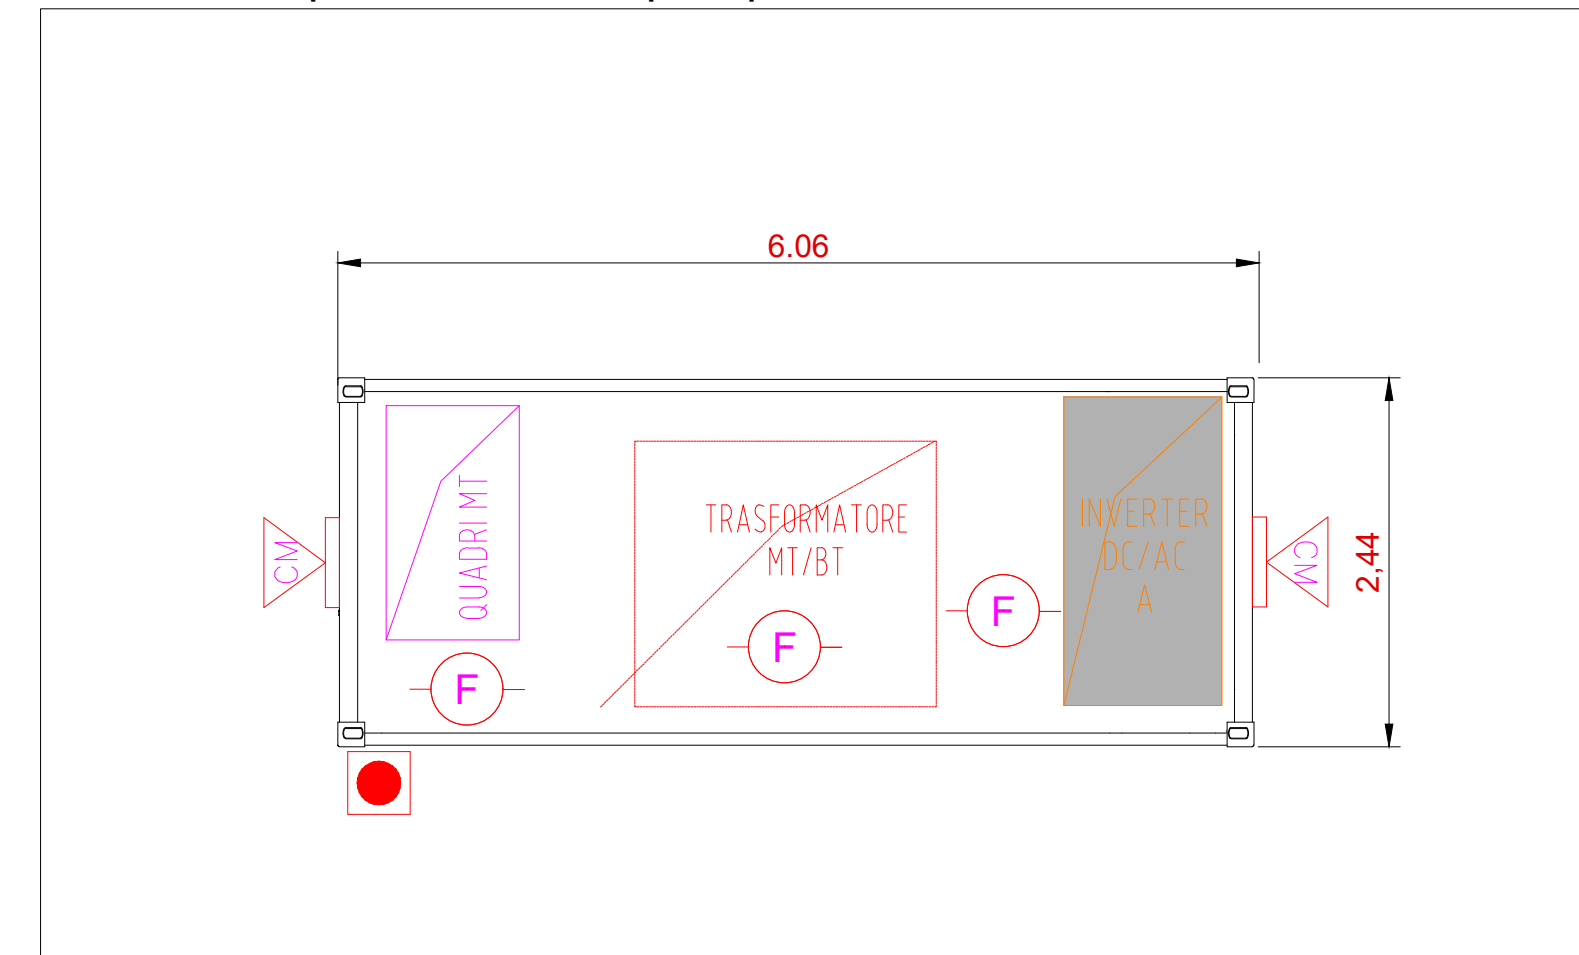 6.06
QUADRI MT
TRASFORMATORE
MT/BT
INVERTER
DC/AC
A
CM
CM
2,44
F
F
F